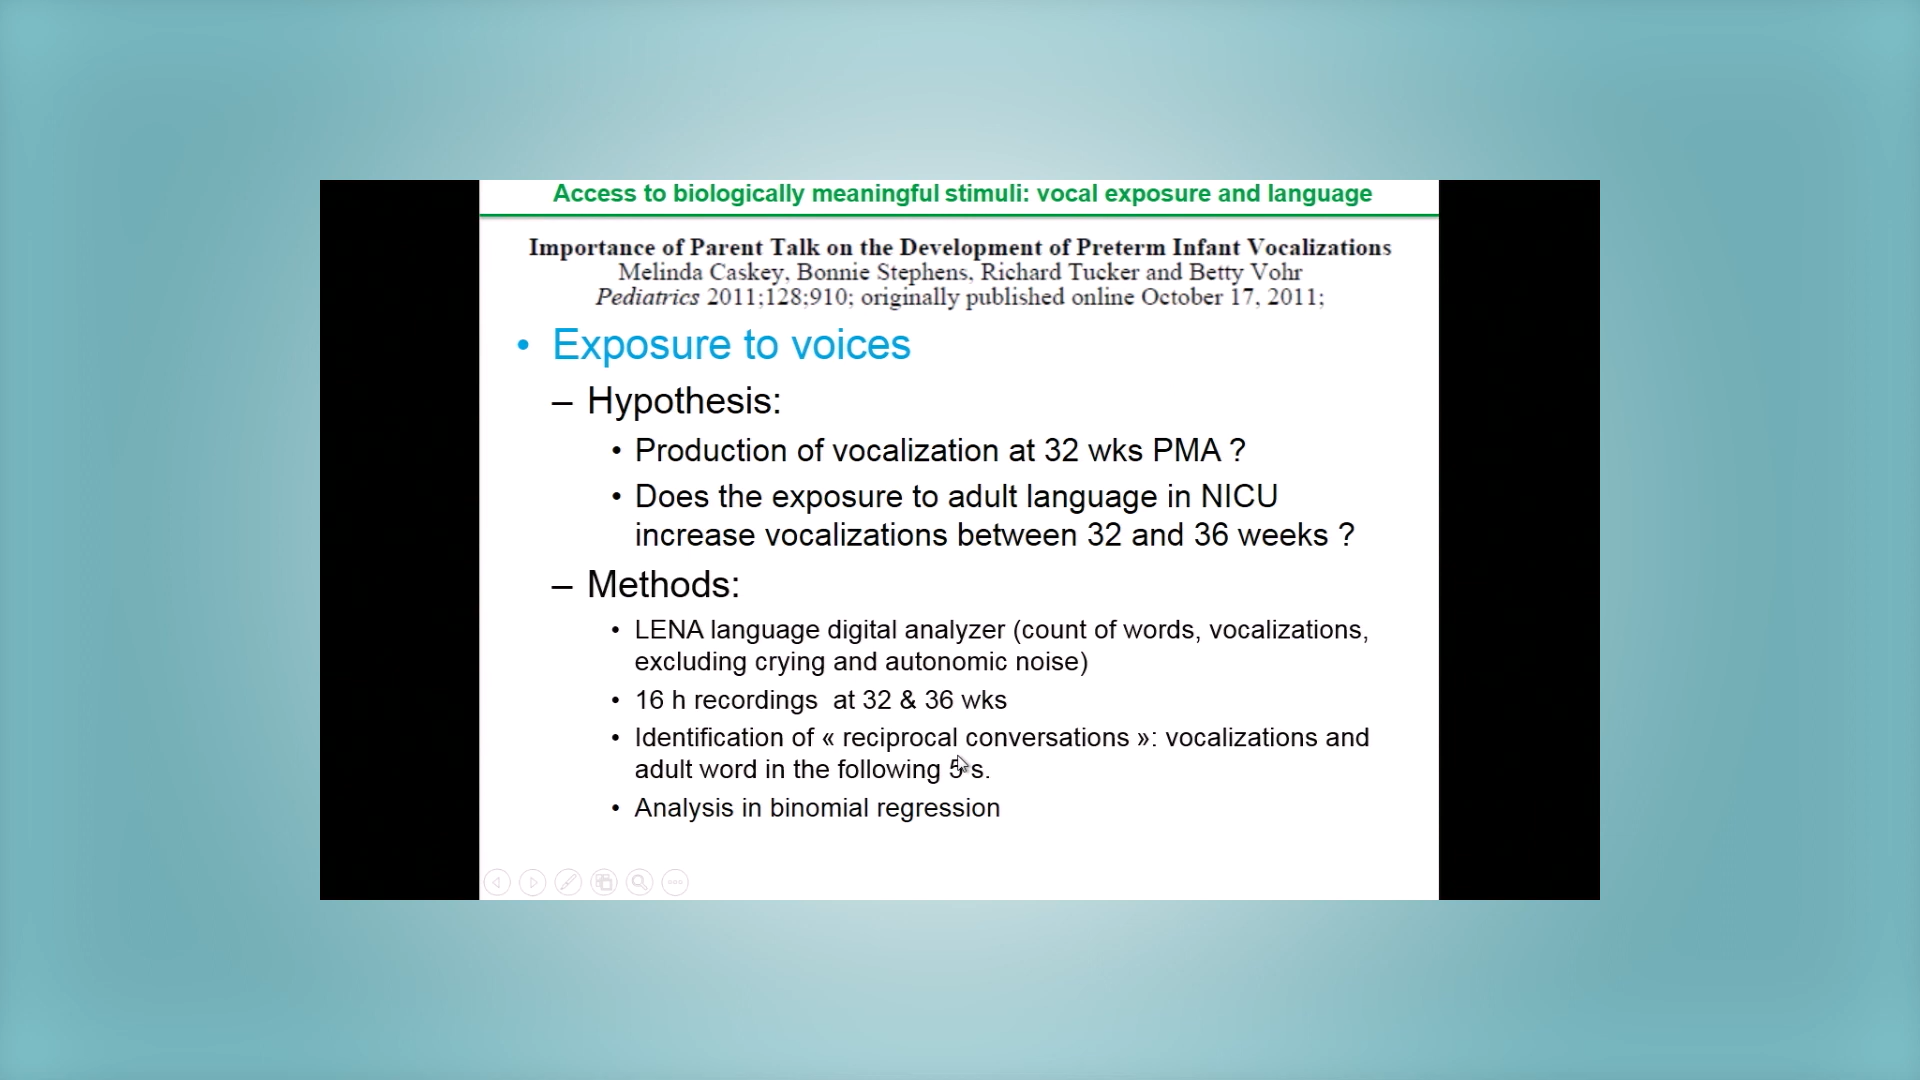 Access to biologically meaningful stimuli: vocal exposure and language
Importance of Parent Talk on the Development of Preterm Infant Vocalizations
Melinda Caskey, Bonnie Stephens, Richard Tucker and Betty Vohr
Pediatrics 2011;128;910; originally published online October 17, 2011;
• Exposure to voices
– Hypothesis:
• Production of vocalization at 32 wks PMA ?
• Does the exposure to adult language in NICU
increase vocalizations between 32 and 36 weeks ?
– Methods:
• LENA language digital analyzer (count of words, vocalizations,
excluding crying and autonomic noise)
• 16 h recordings at 32 & 36 wks
• Identification of « reciprocal conversations »: vocalizations and
adult word in the following 5 s.
• Analysis in binomial regression